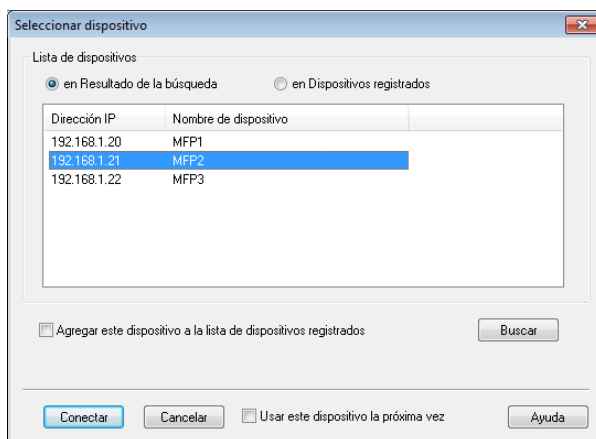 Seleccionar dispositivo
Lista de dispositivos
en Resultado de la búsqueda en Dispositivos registrados
Dirección IP Nombre de dispositivo
192.168.1.20 MFP1
192.168.1.21 MFP2
192.168.1.22 MFP3
Agregar este dispositivo a la lista de dispositivos registrados Buscar
Conectar Cancelar Usar este dispositivo la próxima vez Ayuda